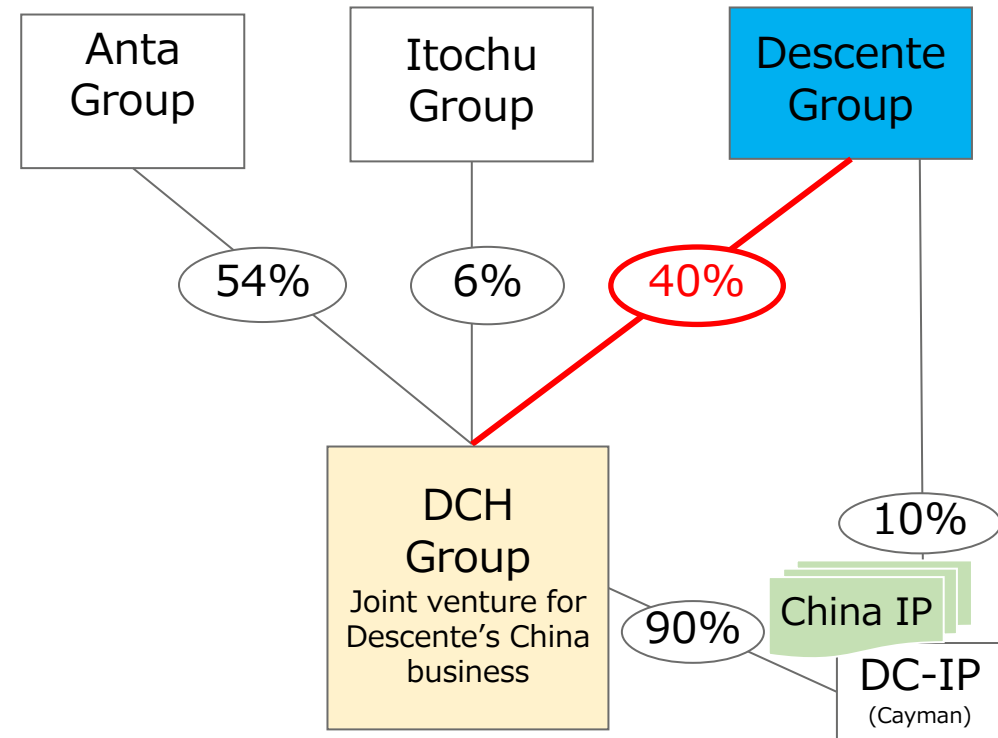 Anta
Group
Itochu
Group
Descente
Group
54%
6%
40%
DCH
Group
Joint venture for
Descente's China
business
10%
90%
China IP
DC-IP
(Cayman)